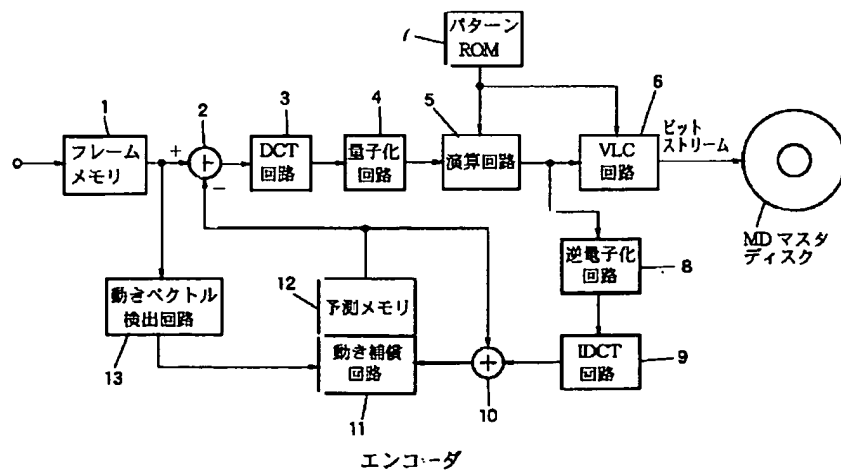 パターン
ROM
7
1
フレーム
メモリ
+
2
−
3
DCT
回路
4
量子化
回路
5
演算回路
6
VLC
回路
ビット
ストリーム
MDマスタ
ディスク
逆電子化
回路
8
IDCT
回路
9
10
動き補償
回路
11
予測メモリ
12
動きベクトル
検出回路
13
エンコーダ